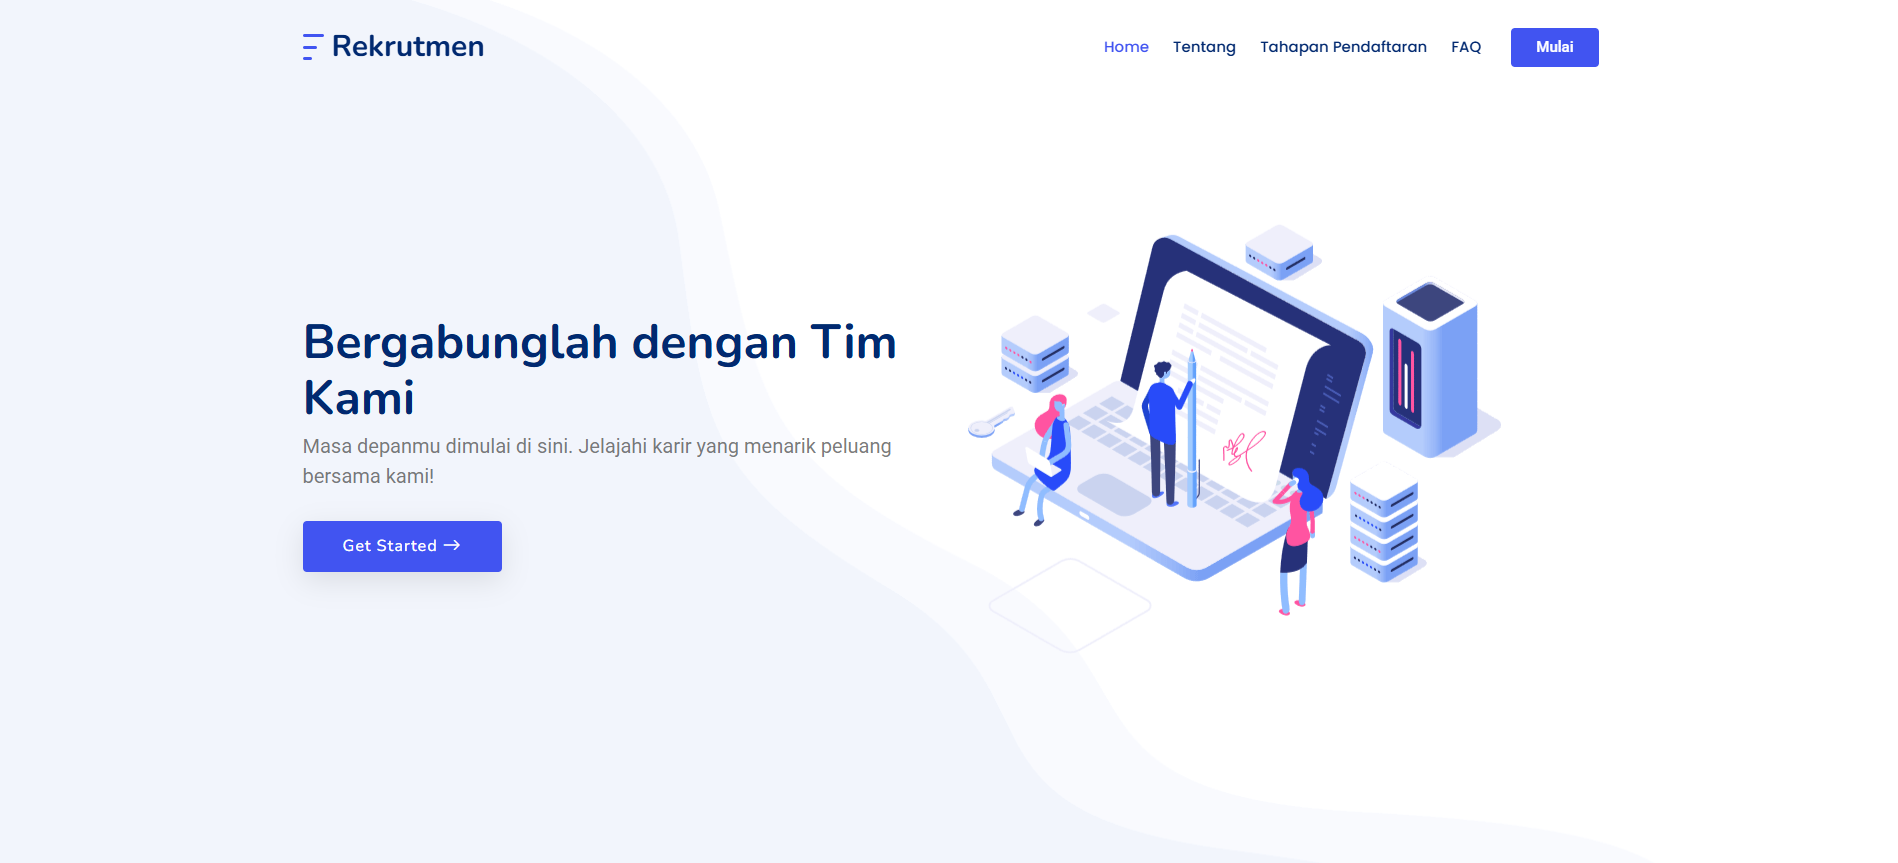 Rekrutmen
Home Tentang Tahapan Pendaftaran FAQ Mulai
Bergabunglah dengan Tim
Kami
Masa depanmu dimulai di sini. Jelajahi karir yang menarik peluang
bersama kami!
Get Started →